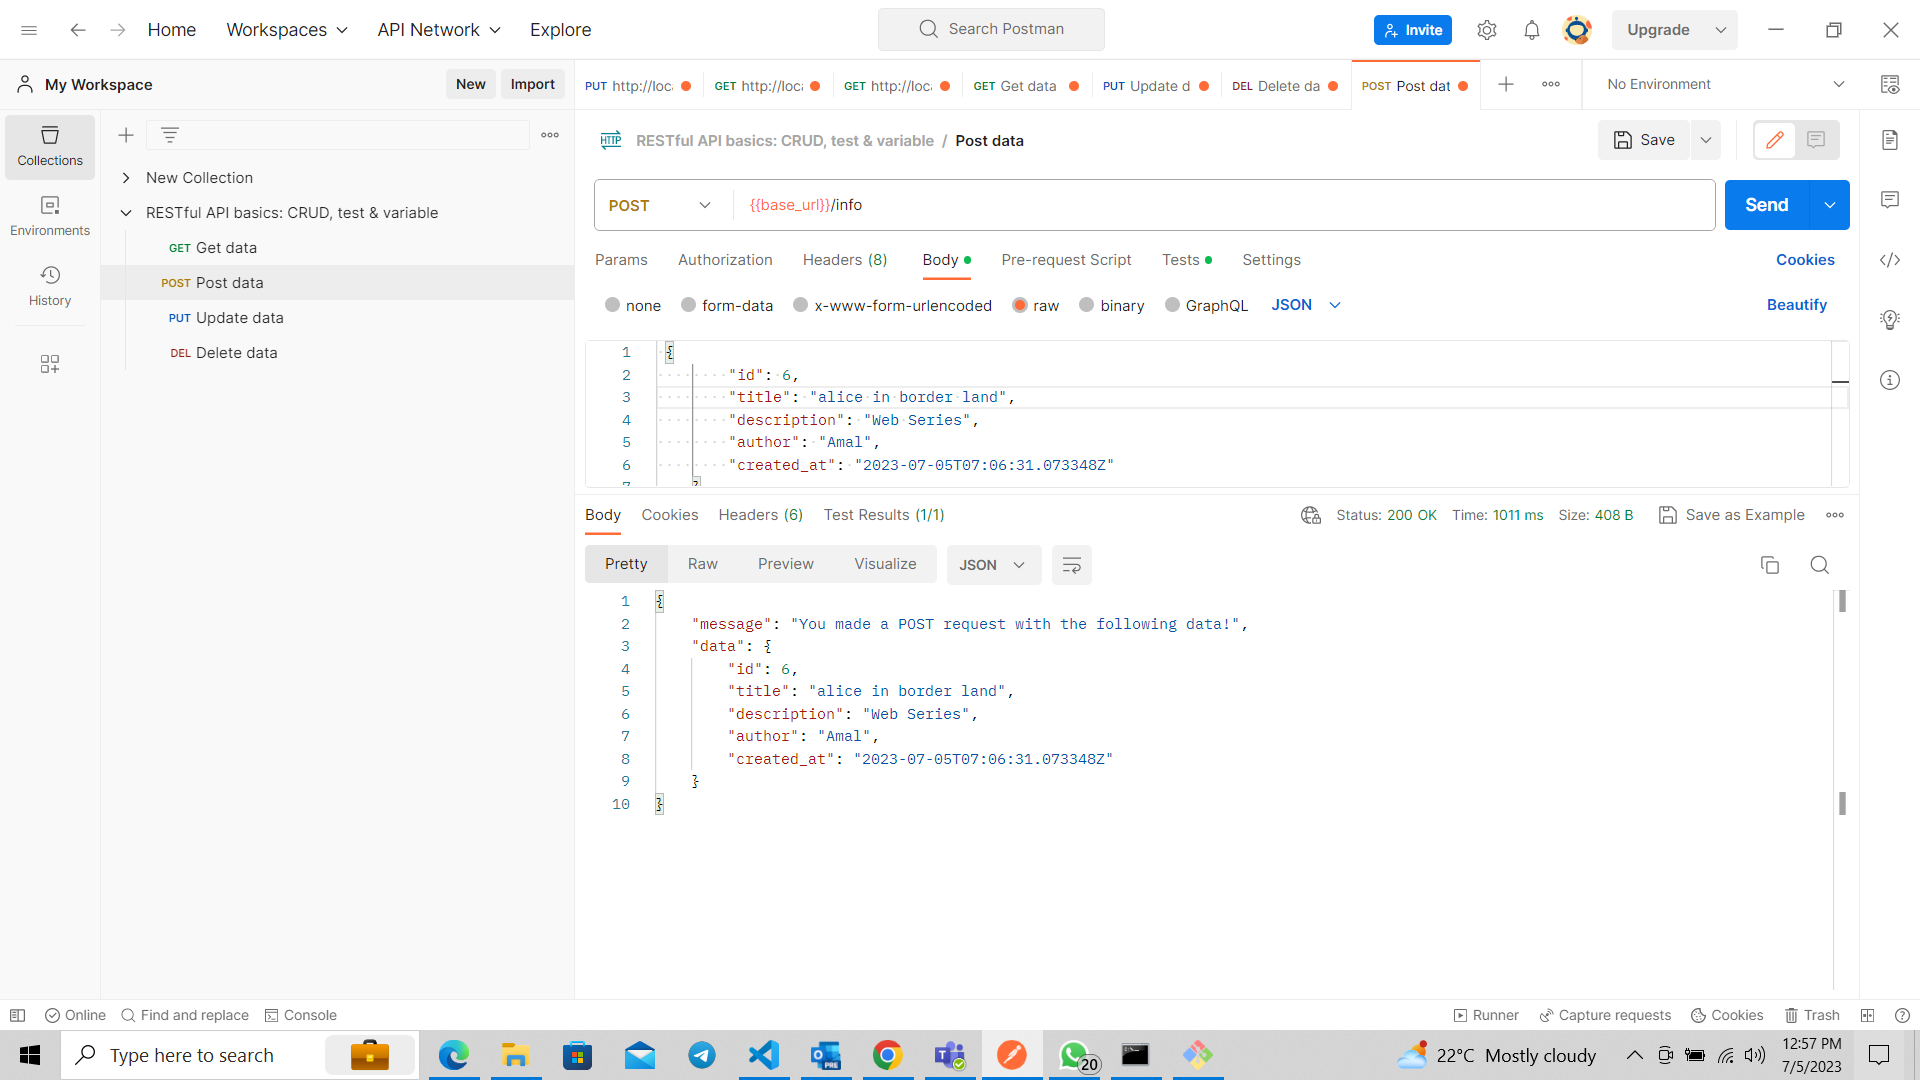 Home Workspaces API Network Explore Search Postman Invite Upgrade
My Workspace New Import PUT http://loc GET http://loc GET http://loc GET Get data PUT Update d DEL Delete da POST Post dat No Environment
Collections
Environments
History
New Collection
RESTful API basics: CRUD, test & variable
GET Get data
POST Post data
PUT Update data
DEL Delete data
HTTP RESTful API basics: CRUD, test & variable / Post data Save
POST {{base_url}}/info Send
Params Authorization Headers (8) Body Pre-request Script Tests Settings Cookies
none form-data x-www-form-urlencoded raw binary GraphQL JSON Beautify
1 {
2 "id": 6,
3 "title": "alice in border land",
4 "description": "Web Series",
5 "author": "Amal",
6 "created_at": "2023-07-05T07:06:31.073348Z"
7 }
Body Cookies Headers (6) Test Results (1/1) Status: 200 OK Time: 1011 ms Size: 408 B Save as Example
Pretty Raw Preview Visualize JSON
1 {
2 "message": "You made a POST request with the following data!",
3 "data": {
4 "id": 6,
5 "title": "alice in border land",
6 "description": "Web Series",
7 "author": "Amal",
8 "created_at": "2023-07-05T07:06:31.073348Z"
9 }
10 }
Online Find and replace Console Runner Capture requests Cookies Trash
Type here to search PRE 20 22°C Mostly cloudy 12:57 PM
7/5/2023